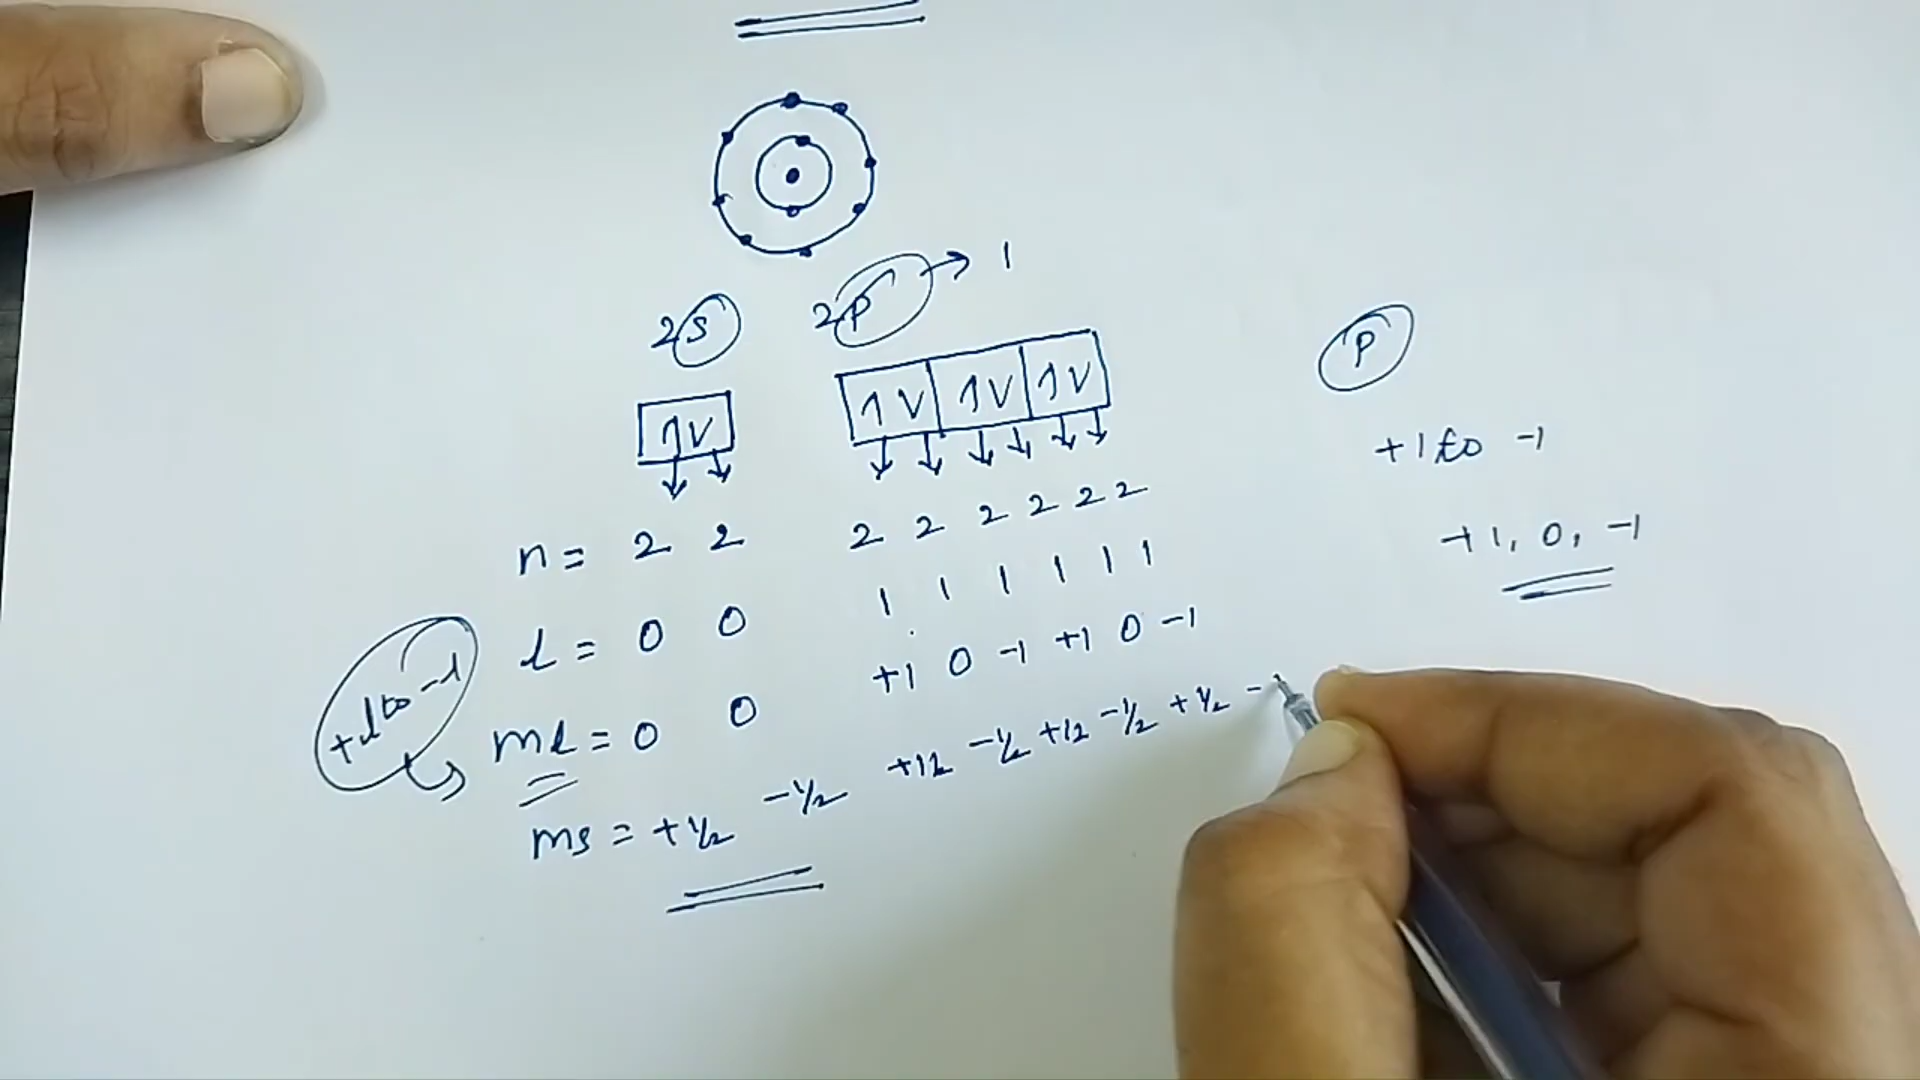 2s 2p → 1
P
+1 to -1
n = 2 2 2 2 2 2 2 2
+1, 0, -1
l = 0 0 1 1 1 1 1 1
+l to -l
ml = 0 0 +1 0 -1 +1 0 -1
ms = +1/2 -1/2 +1/2 -1/2 +1/2 -1/2 +1/2 -